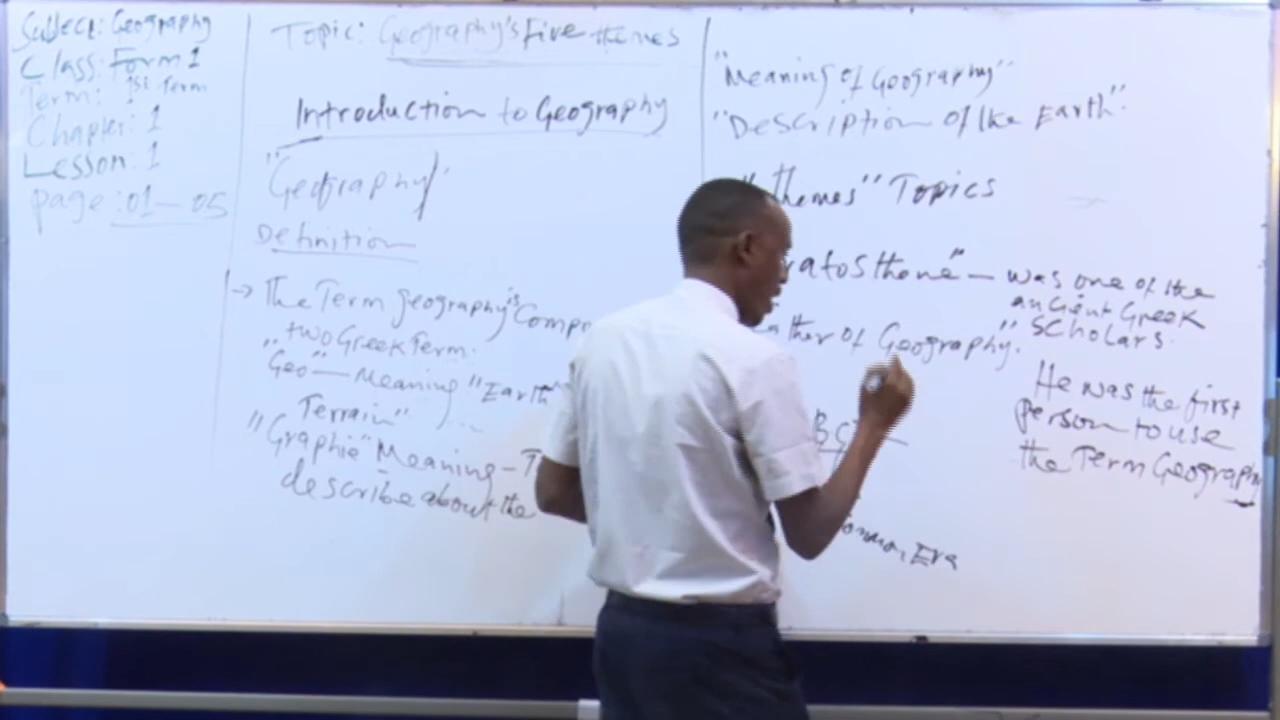 Subject: Geography
Class: Form 1
Term: 1st Term
Chapter: 1
Lesson: 1
page: 01 — 05
Topic: Geography's five themes
Introduction to Geography
"Geography"
Definition
→ The Term geography's
two Greek Term.
"Geo" — Meaning "Earth"
Terrain"
"Graphie" Meaning -
describe about the
"Meaning of Geography"
"Description of the Earth".
themes" Topics
was one of the
ancient Greek
scholars.
of Geography".
He was the first
person to use
the Term Geography
Era